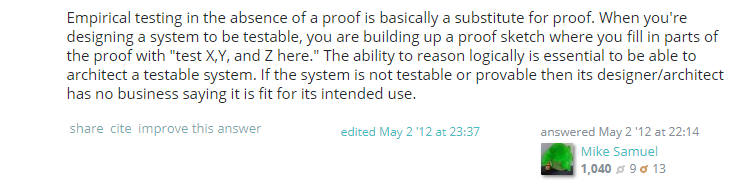 Empirical testing in the absence of a proof is basically a substitute for proof. When you're
designing a system to be testable, you are building up a proof sketch where you fill in parts of
the proof with "test X,Y, and Z here." The ability to reason logically is essential to be able to
architect a testable system. If the system is not testable or provable then its designer/architect
has no business saying it is fit for its intended use.
share cite improve this answer
edited May 2 '12 at 23:37
answered May 2 '12 at 22:14
Mike Samuel
1,040 9 13